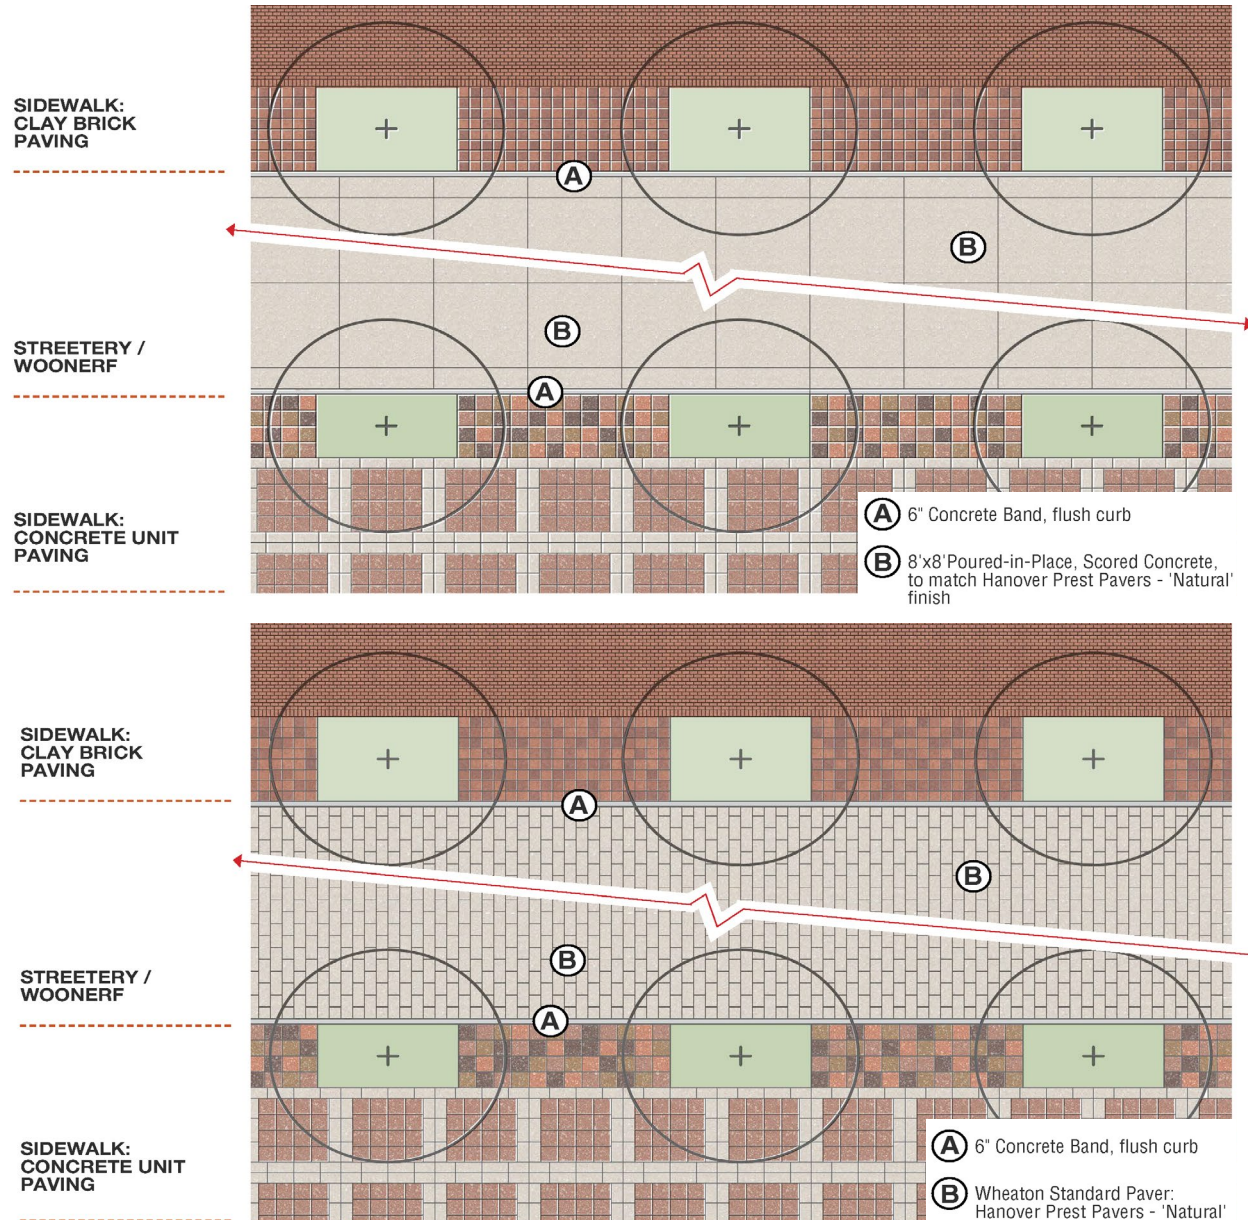 SIDEWALK:
CLAY BRICK
PAVING
A
B
B
STREETERY /
WOONERF
A
SIDEWALK:
CONCRETE UNIT
PAVING
A 6" Concrete Band, flush curb
B 8'x8'Poured-in-Place, Scored Concrete,
to match Hanover Prest Pavers - 'Natural'
finish
SIDEWALK:
CLAY BRICK
PAVING
A
B
B
STREETERY /
WOONERF
A
SIDEWALK:
CONCRETE UNIT
PAVING
A 6" Concrete Band, flush curb
B Wheaton Standard Paver:
Hanover Prest Pavers - 'Natural'